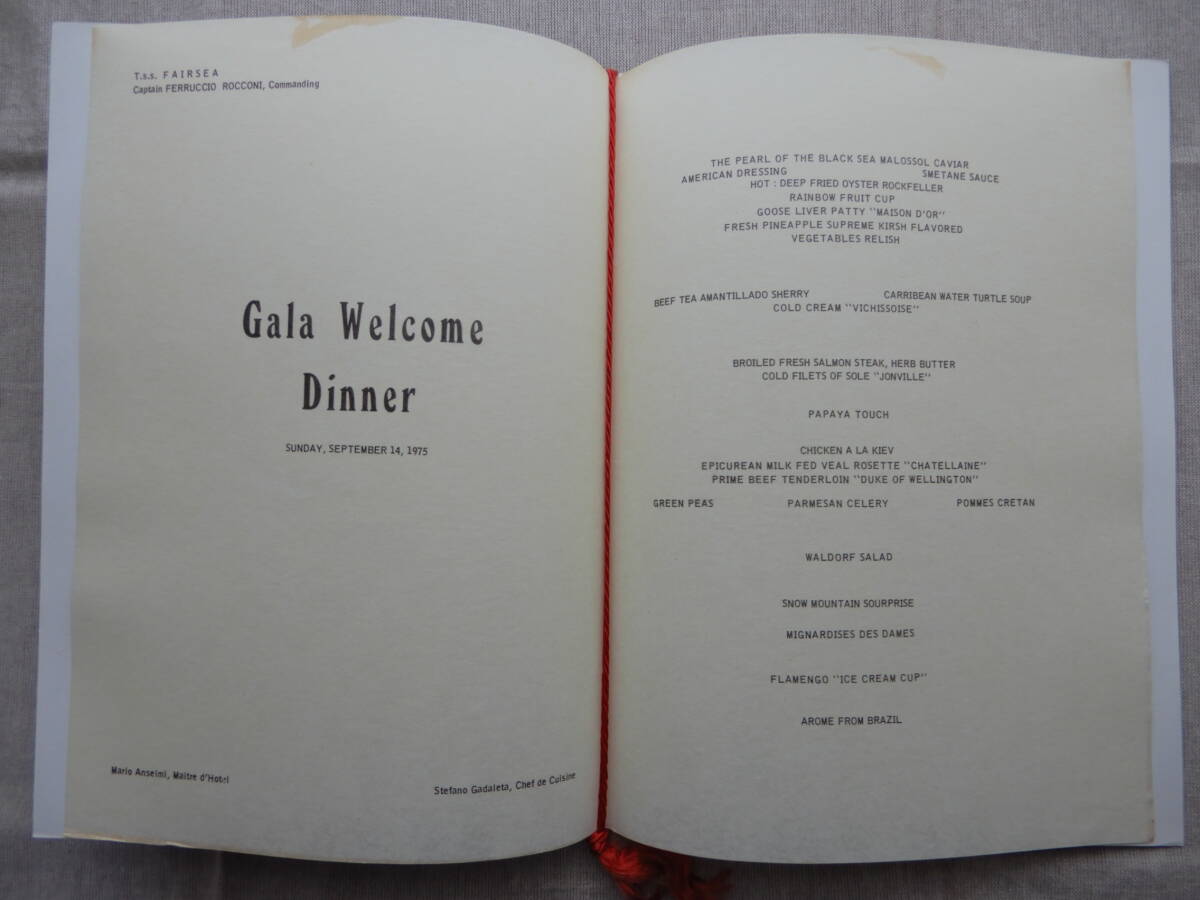 T.s.s. FAIRSEA
Captain FERRUCCIO ROCCONI, Commanding
Gala Welcome
Dinner
SUNDAY, SEPTEMBER 14, 1975
Mario Anselmi, Maitre d'Hotel
Stefano Gadaleta, Chef de Cuisine
THE PEARL OF THE BLACK SEA MALOSSOL CAVIAR
AMERICAN DRESSING SMETANE SAUCE
HOT : DEEP FRIED OYSTER ROCKFELLER
RAINBOW FRUIT CUP
GOOSE LIVER PATTY "MAISON D'OR"
FRESH PINEAPPLE SUPREME KIRSH FLAVORED
VEGETABLES RELISH
BEEF TEA AMANTILLADO SHERRY CARRIBEAN WATER TURTLE SOUP
COLD CREAM "VICHISSOISE"
BROILED FRESH SALMON STEAK, HERB BUTTER
COLD FILETS OF SOLE "JONVILLE"
PAPAYA TOUCH
CHICKEN A LA KIEV
EPICUREAN MILK FED VEAL ROSETTE "CHATELLAINE"
PRIME BEEF TENDERLOIN "DUKE OF WELLINGTON"
GREEN PEAS PARMESAN CELERY POMMES CRETAN
WALDORF SALAD
SNOW MOUNTAIN SOURPRISE
MIGNARDISES DES DAMES
FLAMENGO "ICE CREAM CUP"
AROME FROM BRAZIL